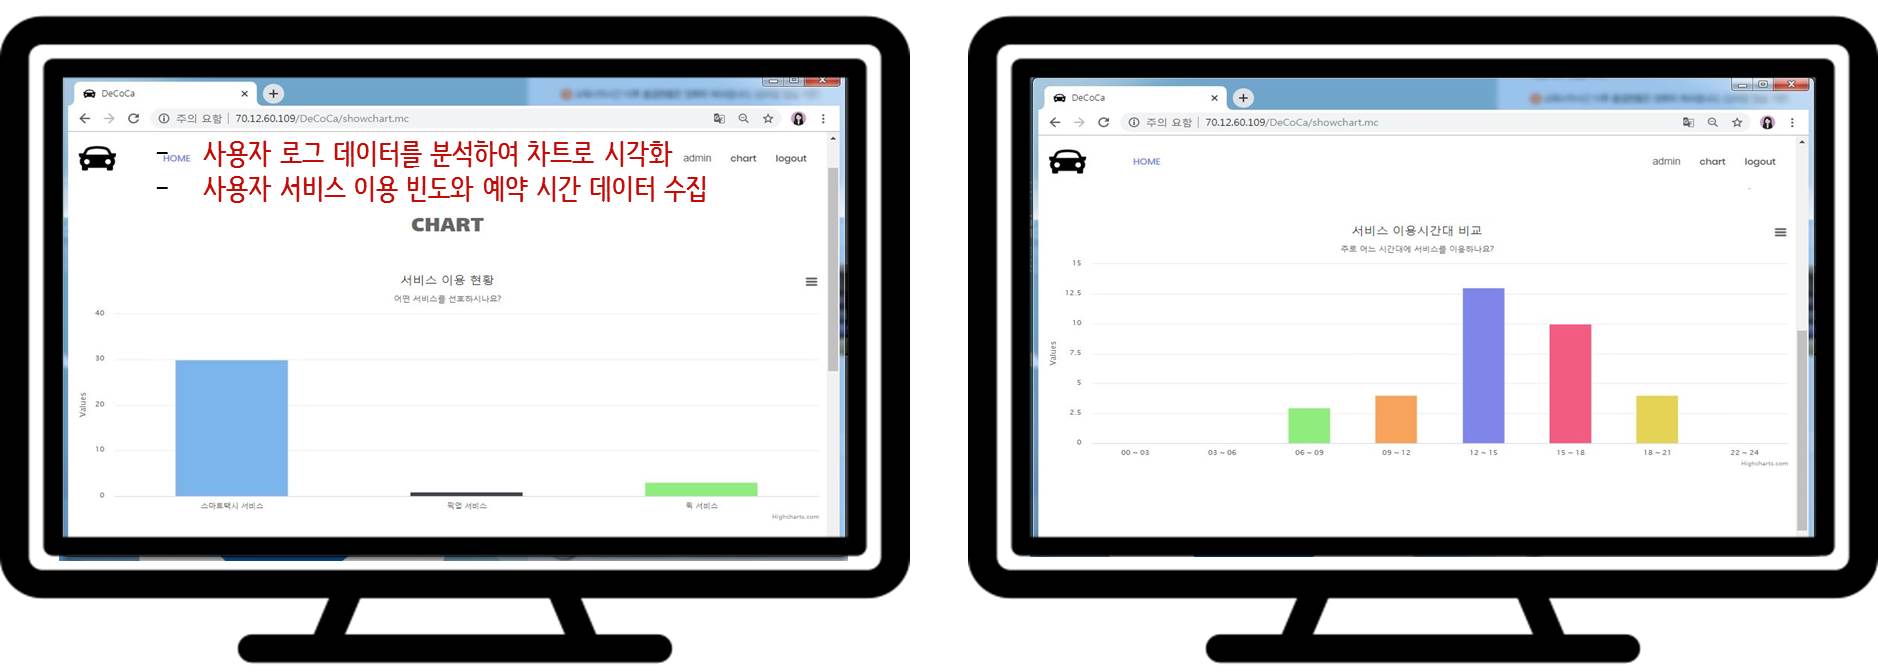 DeCoCa
주의 요함 70.12.60.109/DeCoCa/showchart.mc
HOME
admin chart logout
- 사용자 로그 데이터를 분석하여 차트로 시각화
- 사용자 서비스 이용 빈도와 예약 시간 데이터 수집
CHART
서비스 이용 현황
어떤 서비스를 선호하시나요?
40
30
20
10
0
Values
스마트택시 서비스 픽업 서비스 퀵 서비스
Highcharts.com
DeCoCa
주의 요함 70.12.60.109/DeCoCa/showchart.mc
HOME admin chart logout
서비스 이용시간대 비교
주로 어느 시간대에 서비스를 이용하나요?
15
12.5
10
7.5
5
2.5
0
Values
00 ~ 03 03 ~ 06 06 ~ 09 09 ~ 12 12 ~ 15 15 ~ 18 18 ~ 21 22 ~ 24
Highcharts.com